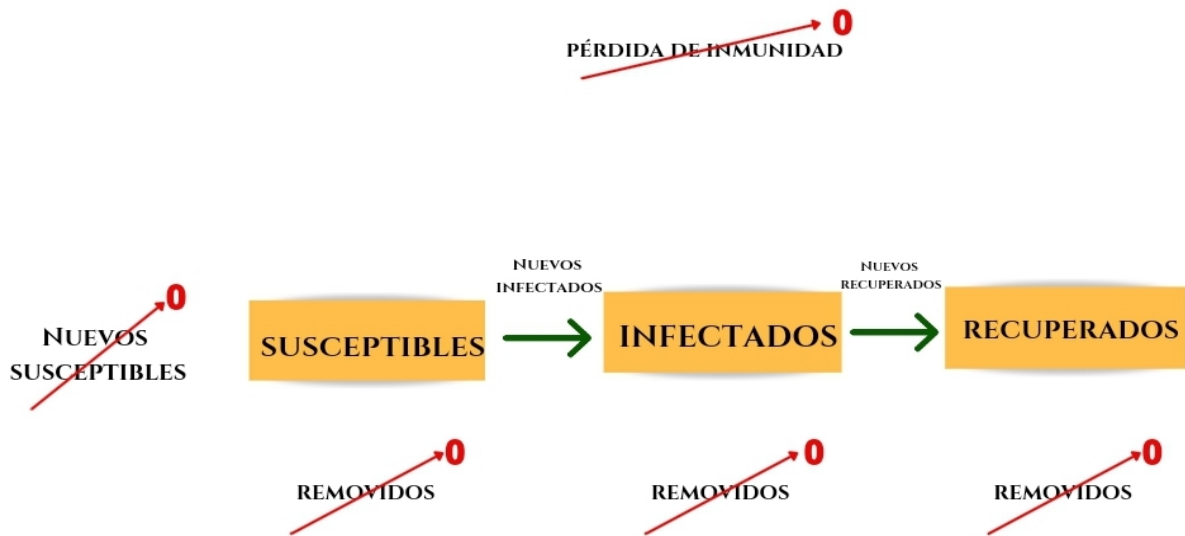 0
PÉRDIDA DE INMUNIDAD
NUEVOS
INFECTADOS
NUEVOS
RECUPERADOS
0
NUEVOS
SUSCEPTIBLES
SUSCEPTIBLES
INFECTADOS
RECUPERADOS
0
REMOVIDOS
0
REMOVIDOS
0
REMOVIDOS